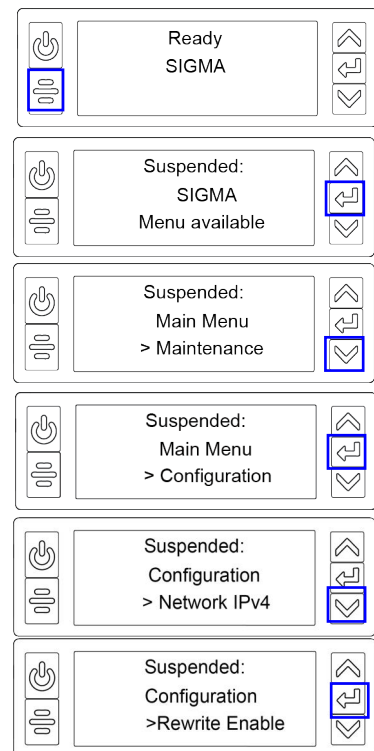 Ready
SIGMA
Suspended:
SIGMA
Menu available
Suspended:
Main Menu
> Maintenance
Suspended:
Main Menu
> Configuration
Suspended:
Configuration
> Network IPv4
Suspended:
Configuration
>Rewrite Enable